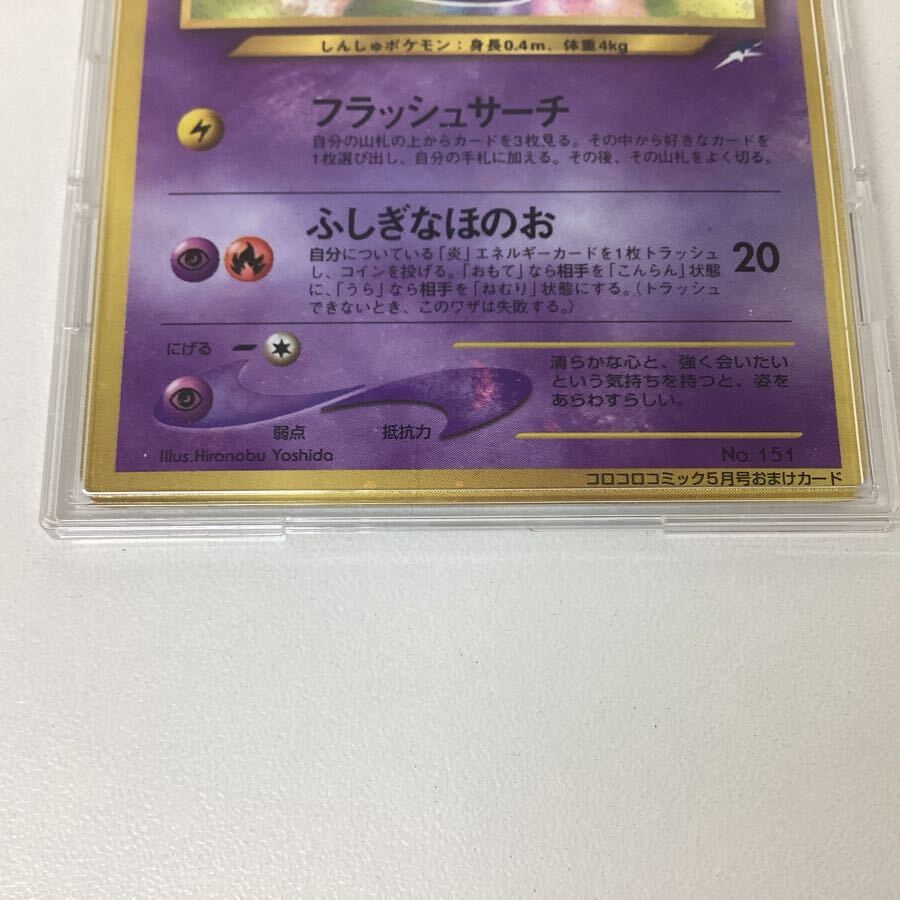 しんしゅポケモン：身長0.4m、体重4kg
フラッシュサーチ
自分の山札の上からカードを3枚見る。その中から好きなカードを
1枚選び出し、自分の手札に加える。その後、その山札をよく切る。
ふしぎなほのお
自分についている「炎」エネルギーカードを1枚トラッシュ
し、コインを投げる。「おもて」なら相手を「こんらん」状態
に、「うら」なら相手を「ねむり」状態にする。（トラッシュ
できないとき、このワザは失敗する。）
20
にげる
清らかな心と、強く会いたい
という気持ちを持つと、姿を
あらわすらしい。
弱点 抵抗力
Illus.Hironobu Yoshida
No. 151
コロコロコミック5月号おまけカード